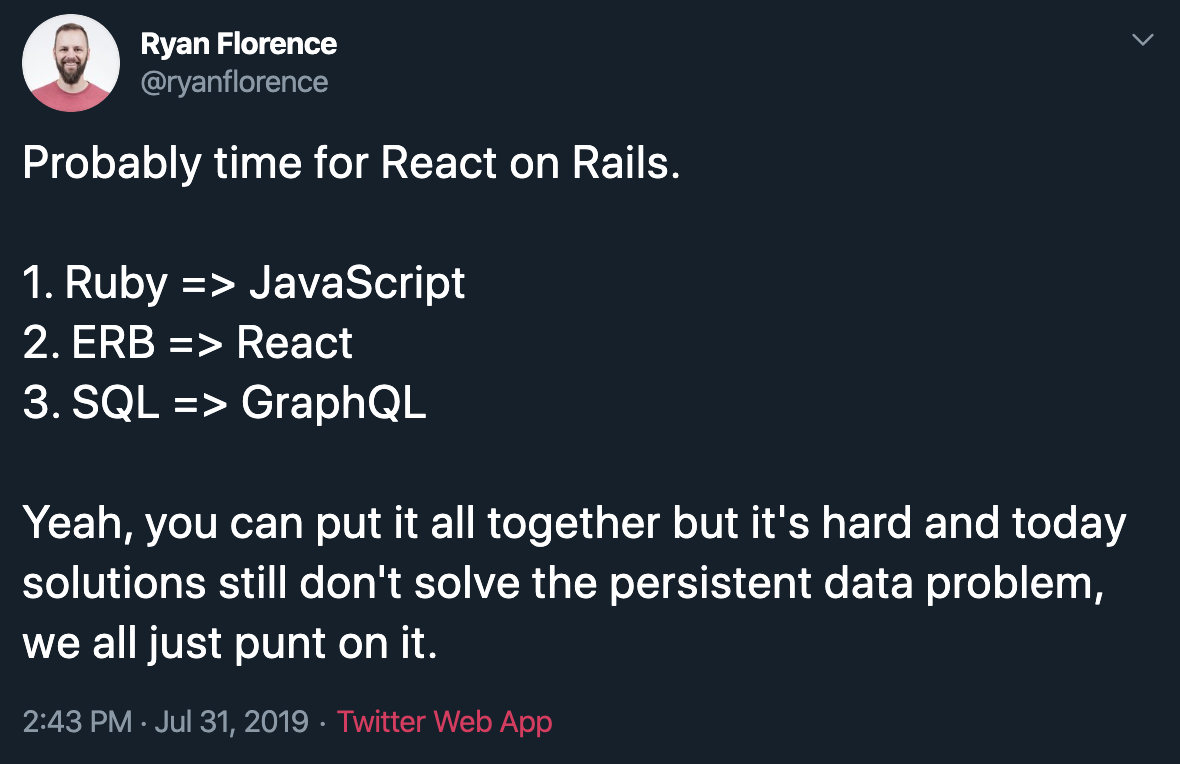 Ryan Florence
@ryanflorence
Probably time for React on Rails.
1. Ruby => JavaScript
2. ERB => React
3. SQL => GraphQL
Yeah, you can put it all together but it's hard and today
solutions still don't solve the persistent data problem,
we all just punt on it.
2:43 PM · Jul 31, 2019 · Twitter Web App